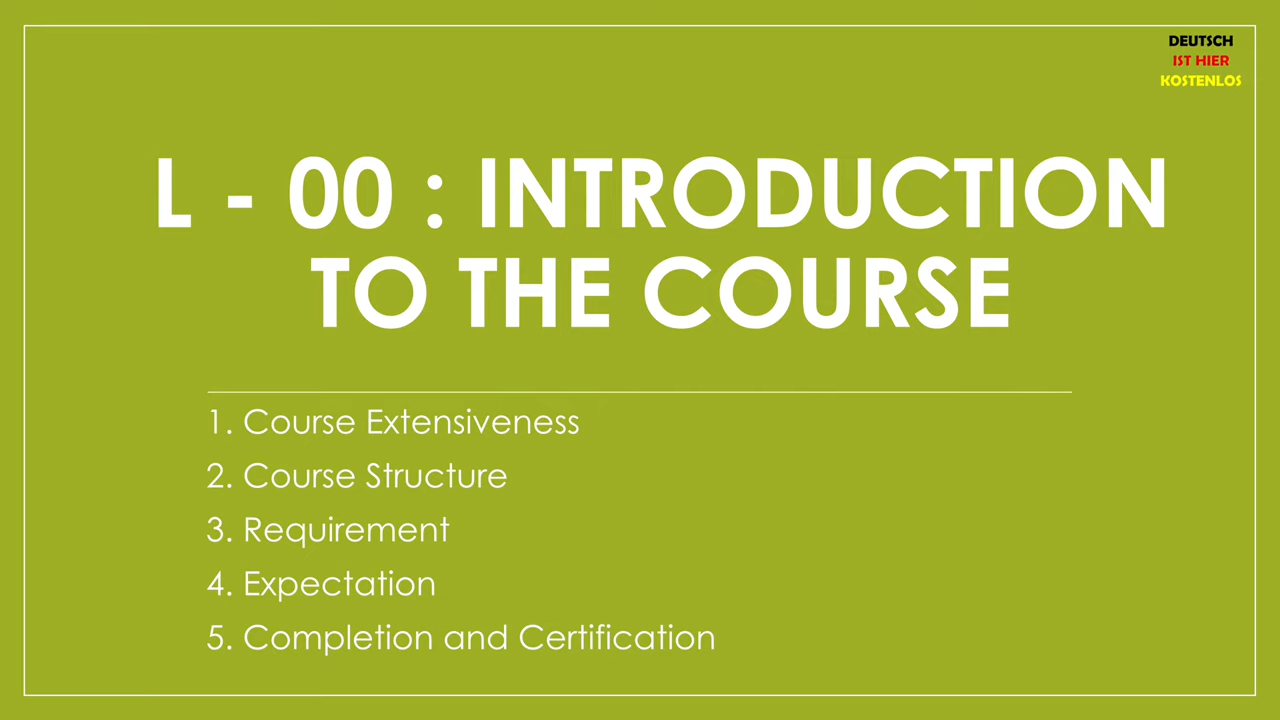 DEUTSCH
IST HIER
KOSTENLOS
L - 00 : INTRODUCTION
TO THE COURSE
1. Course Extensiveness
2. Course Structure
3. Requirement
4. Expectation
5. Completion and Certification